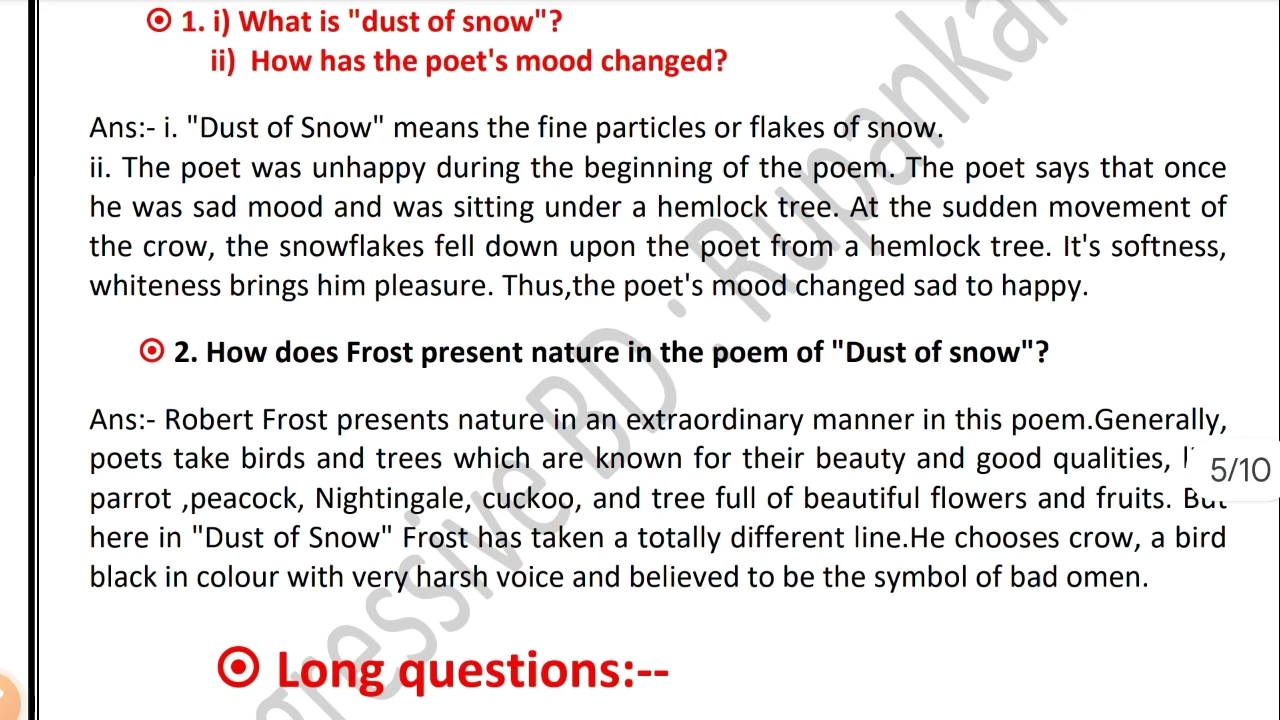 1. i) What is "dust of snow"?
ii) How has the poet's mood changed?
Ans:- i. "Dust of Snow" means the fine particles or flakes of snow.
ii. The poet was unhappy during the beginning of the poem. The poet says that once
he was sad mood and was sitting under a hemlock tree. At the sudden movement of
the crow, the snowflakes fell down upon the poet from a hemlock tree. It's softness,
whiteness brings him pleasure. Thus,the poet's mood changed sad to happy.
2. How does Frost present nature in the poem of "Dust of snow"?
Ans:- Robert Frost presents nature in an extraordinary manner in this poem.Generally,
poets take birds and trees which are known for their beauty and good qualities,
5/10
parrot ,peacock, Nightingale, cuckoo, and tree full of beautiful flowers and fruits. But
here in "Dust of Snow" Frost has taken a totally different line.He chooses crow, a bird
black in colour with very harsh voice and believed to be the symbol of bad omen.
Long questions:--
gressive BD : Rupankar